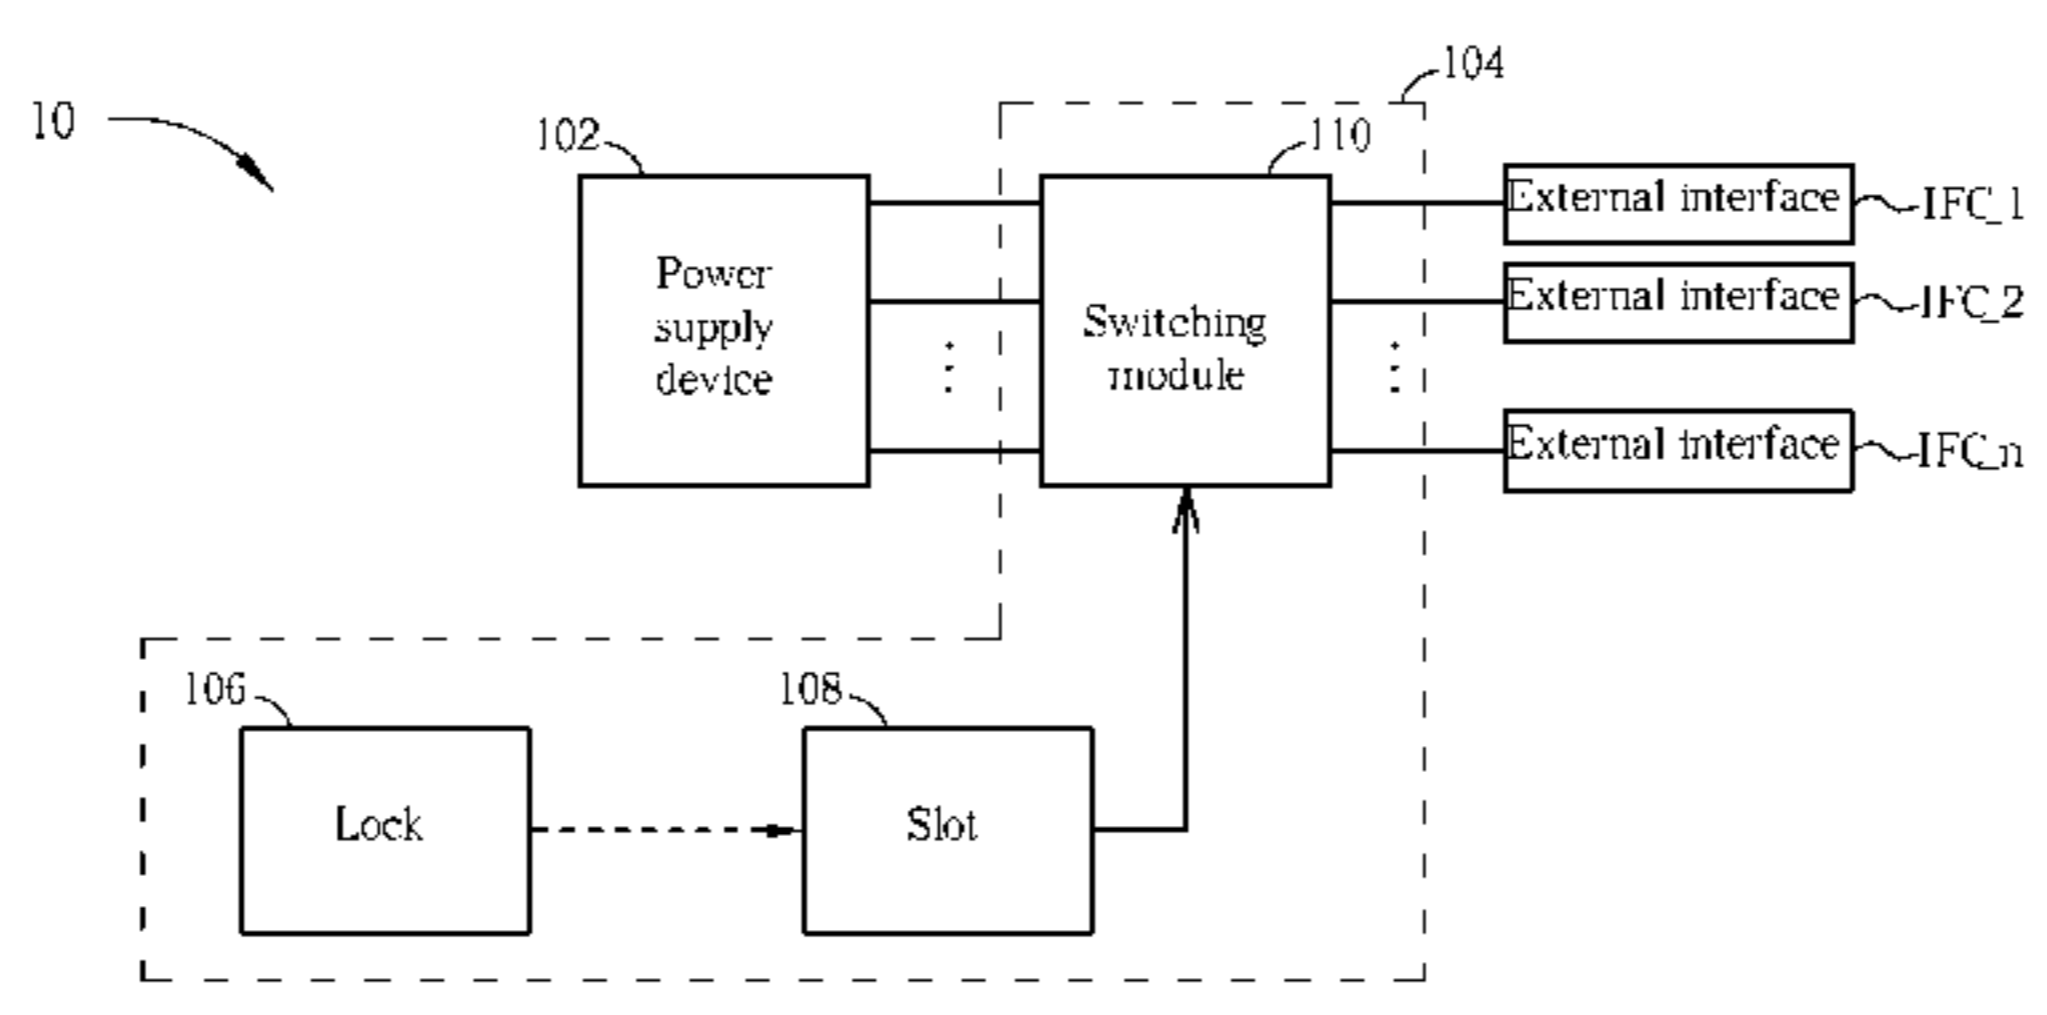 104
10
102
110
External interface
IFC_1
Power
supply
device
Switching
module
External interface
IFC_2
External interface
IFC_n
106
108
Lock
Slot